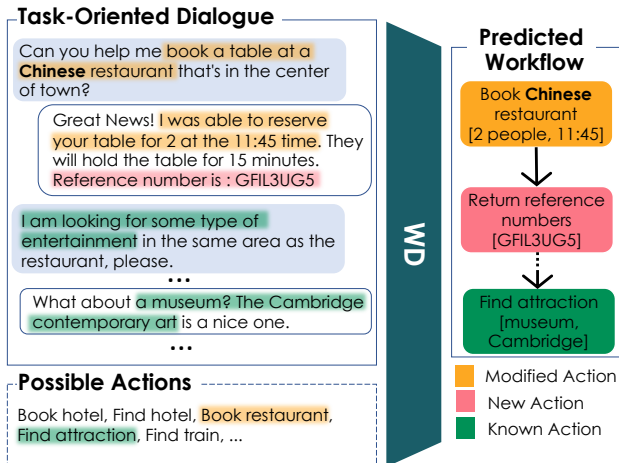 Task-Oriented Dialogue
Can you help me book a table at a
Chinese restaurant that's in the center
of town?
Great News! I was able to reserve
your table for 2 at the 11:45 time. They
will hold the table for 15 minutes.
Reference number is : GFIL3UG5
I am looking for some type of
entertainment in the same area as the
restaurant, please.
...
What about a museum? The Cambridge
contemporary art is a nice one.
...
Possible Actions
Book hotel, Find hotel, Book restaurant,
Find attraction, Find train, ...
WD
Predicted
Workflow
Book Chinese
restaurant
[2 people, 11:45]
Return reference
numbers
[GFIL3UG5]
Find attraction
[museum,
Cambridge]
Modified Action
New Action
Known Action